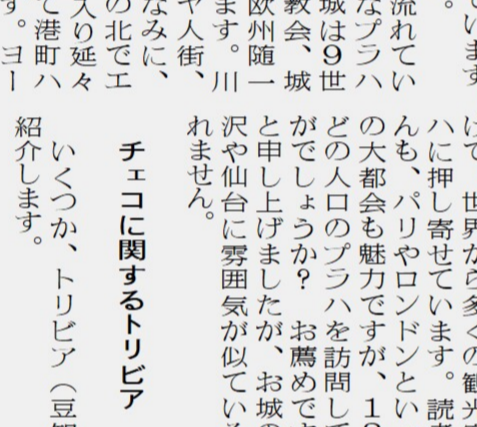 います
。
流れてい
なプラハ
城は9世
教会、城
欧州随一
ます。川
ヤ人街、
なみに、
の北でエ
入り延々
て港町ハ
す。ヨー
けて 世界から多くの観光
ハに押し寄せています。読者
んも、パリやロンドンとい
の大都会も魅力ですが、1
どの人口のプラハを訪問して
がでしょうか? お薦めで
と申し上げましたが、お城の
沢や仙台に雰囲気が似ている
れません。
チェコに関するトリビア
いくつか、トリビア(豆
紹介します。